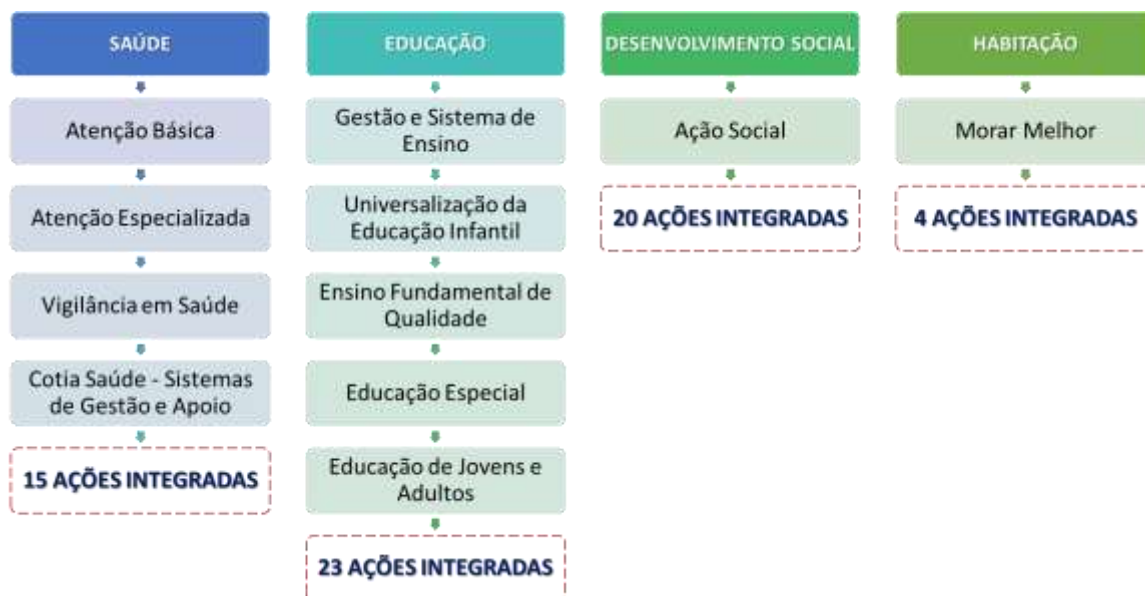 SAÚDE
Atenção Básica
Atenção Especializada
Vigilância em Saúde
Cotia Saúde - Sistemas
de Gestão e Apoio
15 AÇÕES INTEGRADAS
EDUCAÇÃO
Gestão e Sistema de
Ensino
Universalização da
Educação Infantil
Ensino Fundamental de
Qualidade
Educação Especial
Educação de Jovens e
Adultos
23 AÇÕES INTEGRADAS
DESENVOLVIMENTO SOCIAL
Ação Social
20 AÇÕES INTEGRADAS
HABITAÇÃO
Morar Melhor
4 AÇÕES INTEGRADAS